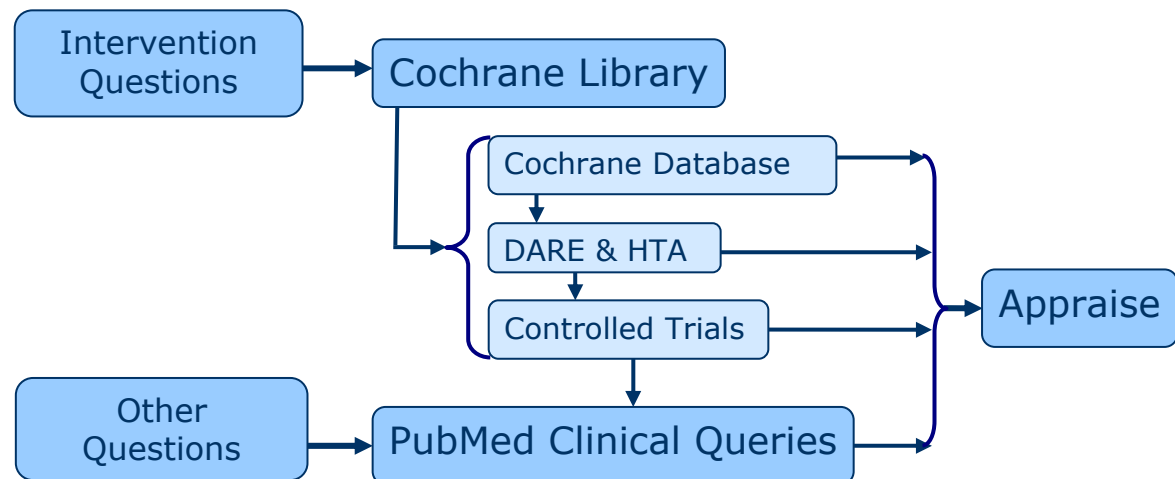 Intervention
Questions
Cochrane Library
Cochrane Database
DARE & HTA
Controlled Trials
Appraise
Other
Questions
PubMed Clinical Queries